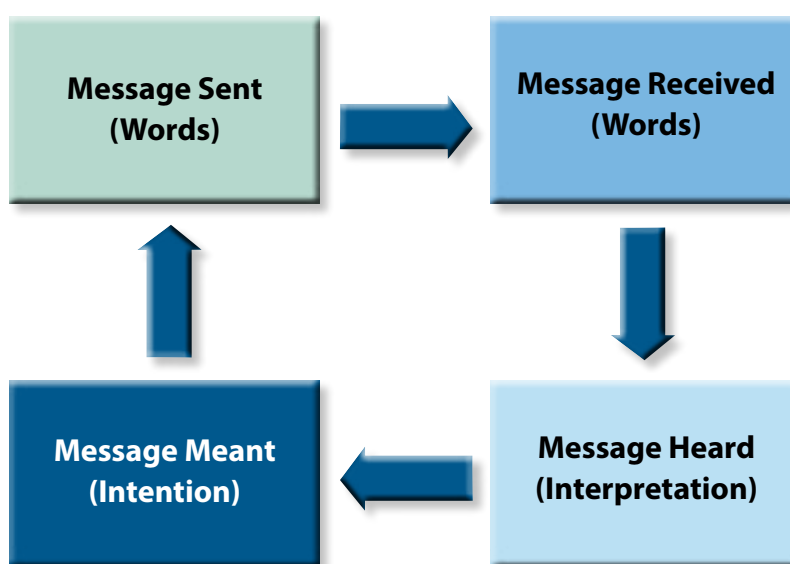 Message Sent
(Words)
Message Received
(Words)
Message Meant
(Intention)
Message Heard
(Interpretation)